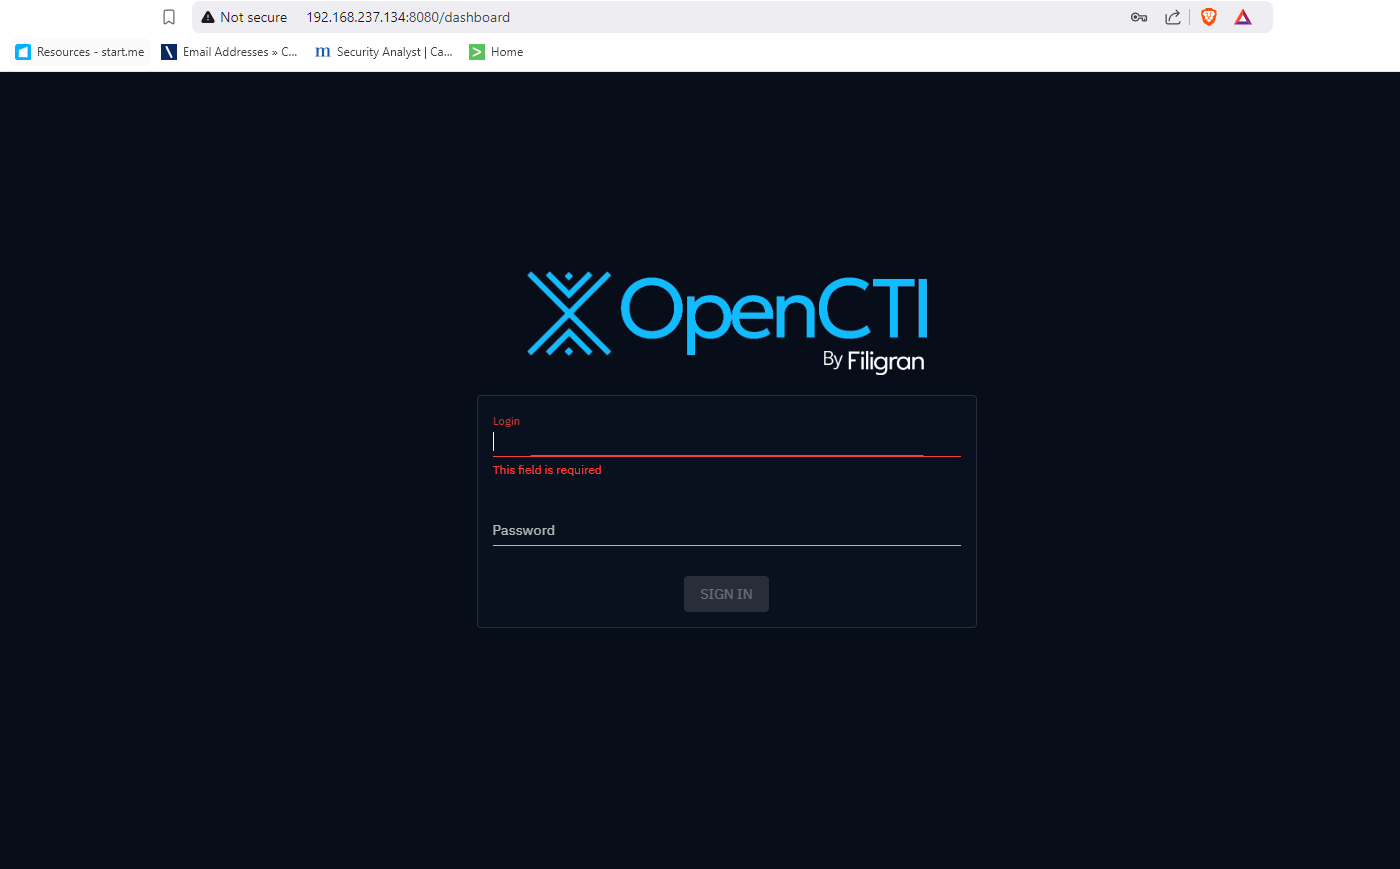 Not secure 192.168.237.134:8080/dashboard
Resources - start.me Email Addresses » C... m Security Analyst | Ca... Home
OpenCTI
By Filigran
Login
This field is required
Password
SIGN IN